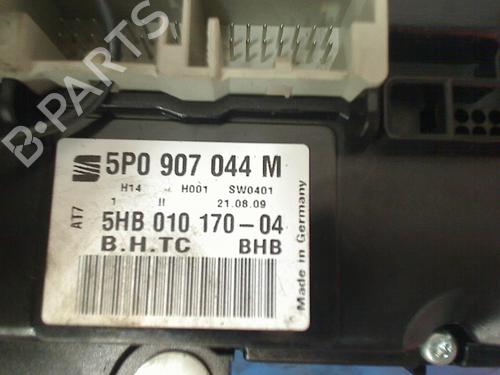 B-PARTS
5P0 907 044 M
H14 - H001 SW0401
1 II 21.08.09
AT7
5HB 010 170-04
B.H.TC BHB
Made in Germany